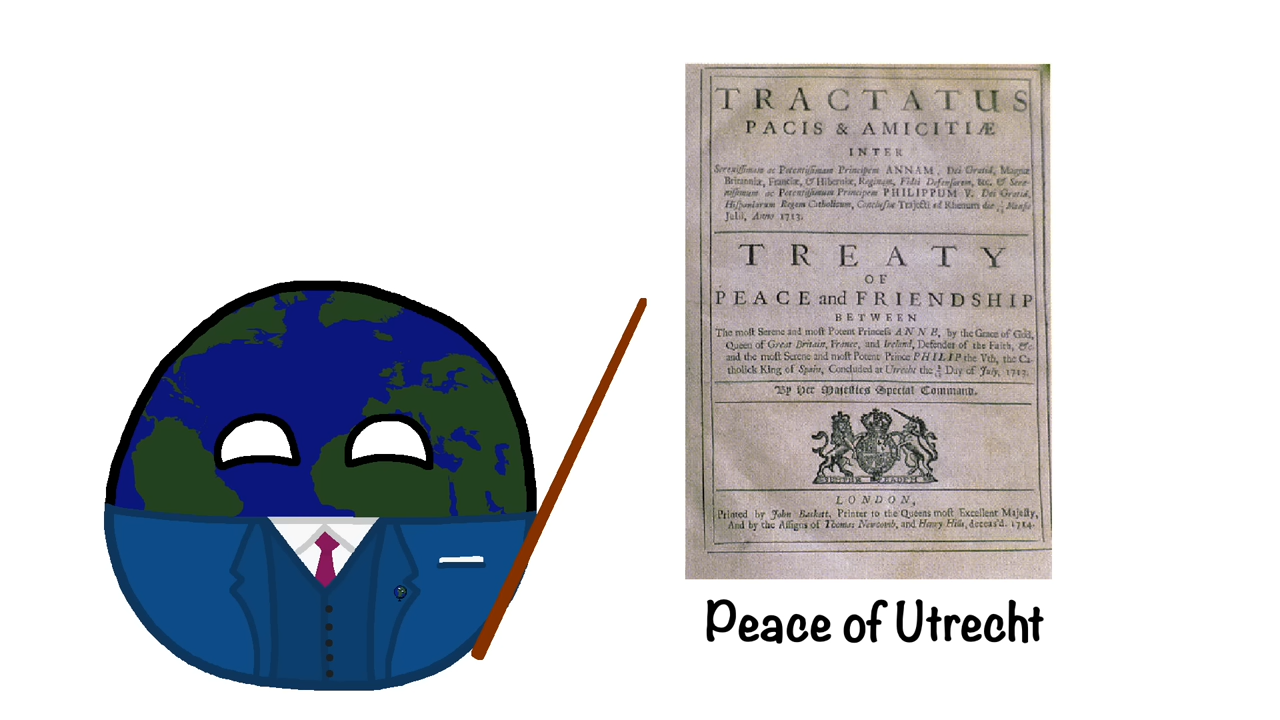 TRACTATUS
PACIS & AMICITIÆ
INTER
Sereniſſimam ac Potentiſſimam Principem ANNAM, Dei Gratiâ, Magnæ
Britanniæ, Franciæ, & Hiberniæ, Reginam, Fidei Defenſorem, &c. & Sere-
niſſimum ac Potentiſſimum Principem PHILIPPUM V. Dei Gratiâ,
Hiſpaniarum Regem Catholicum, Concluſus Trajecti ad Rhenum die Menſis
Julii, Anno 1713.
TREATY
OF
PEACE and FRIENDSHIP
BETWEEN
The moſt Serene and moſt Potent Princeſs ANNE, by the Grace of God,
Queen of Great Britain, France, and Ireland, Defender of the Faith, &c.
and the moſt Serene and moſt Potent Prince PHILIP the Vth, the Ca-
tholick King of Spain, Concluded at Utrecht the Day of July, 1713.
By Her Majeſties Special Command.
LONDON,
Printed by John Baskett, Printer to the Queens moſt Excellent Majeſty,
And by the Aſſigns of Thomas Newcomb, and Henry Hills, deceas'd. 1714.
Peace of Utrecht